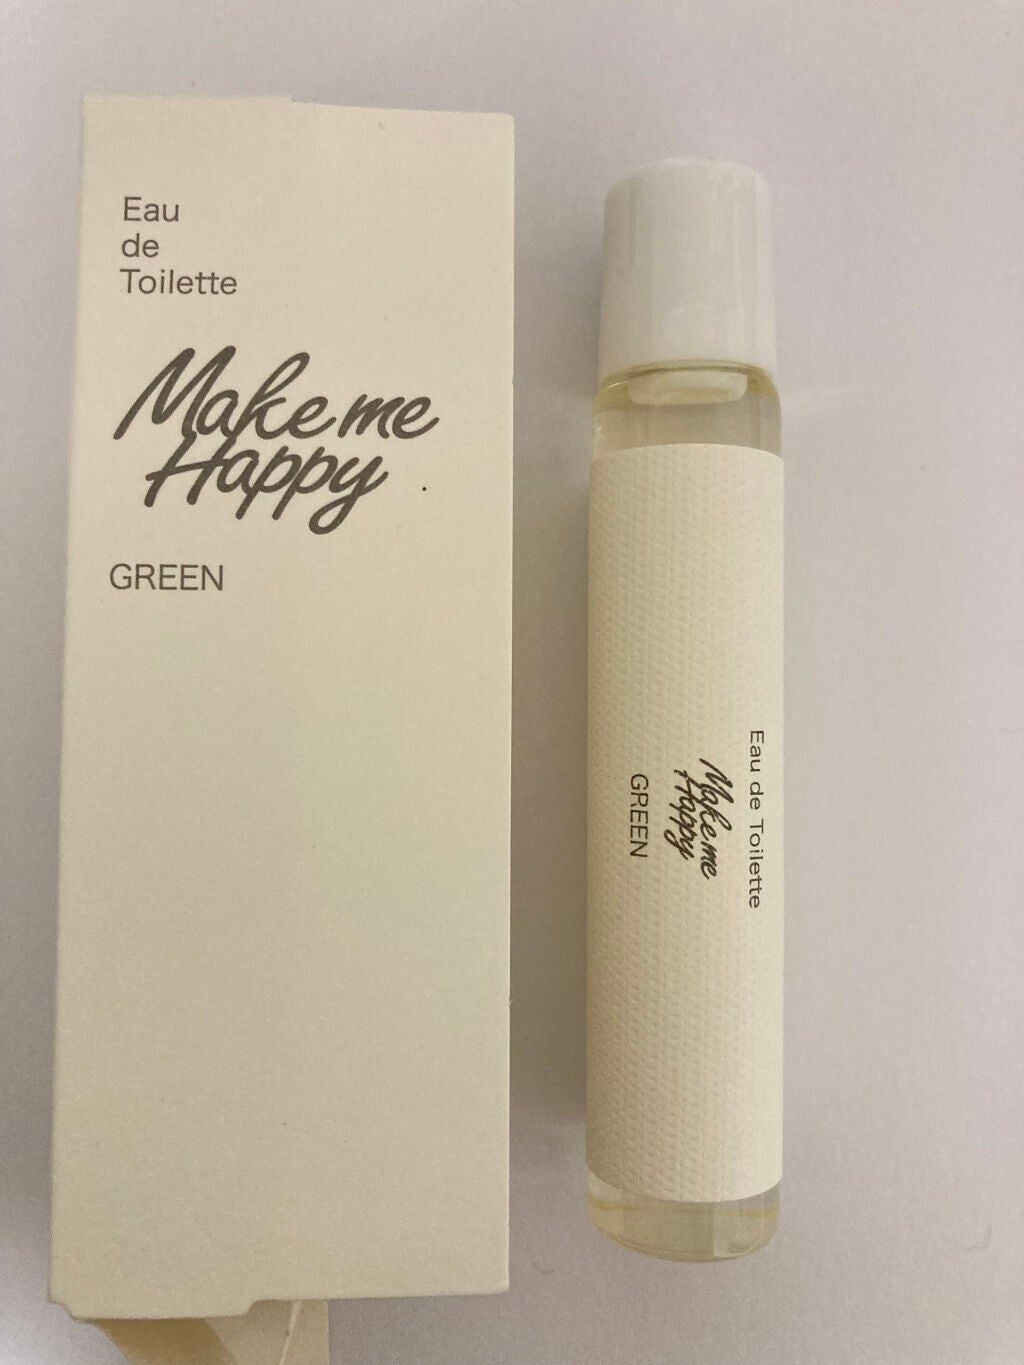 Eau
de
Toilette
Make me
Happy
GREEN
Eau de Toilette
Make me
Happy
GREEN